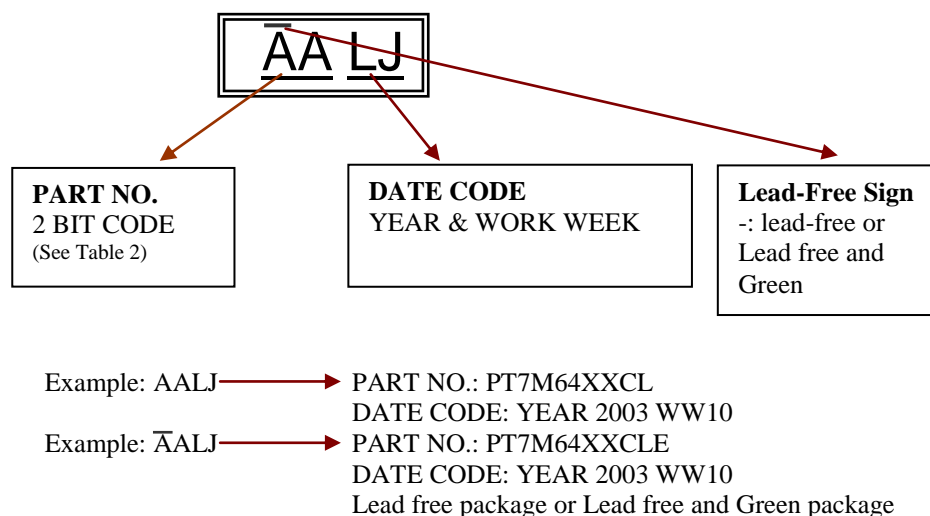 A̅A LJ
PART NO.
2 BIT CODE
(See Table 2)
DATE CODE
YEAR & WORK WEEK
Lead-Free Sign
-: lead-free or
Lead free and
Green
Example: AALJ PART NO.: PT7M64XXCL
DATE CODE: YEAR 2003 WW10
Example: A̅ALJ PART NO.: PT7M64XXCLE
DATE CODE: YEAR 2003 WW10
Lead free package or Lead free and Green package